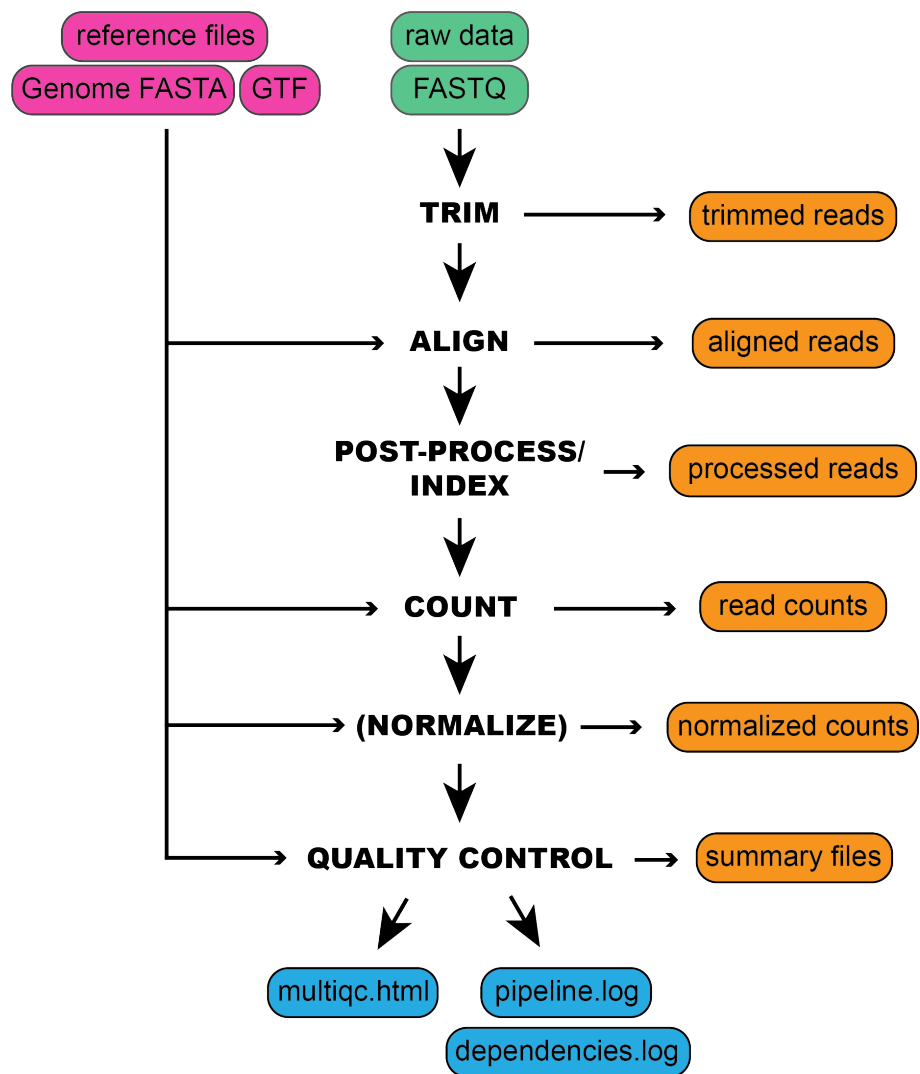 reference files
Genome FASTA
GTF
raw data
FASTQ
TRIM
trimmed reads
ALIGN
aligned reads
POST-PROCESS/
INDEX
processed reads
COUNT
read counts
(NORMALIZE)
normalized counts
QUALITY CONTROL
summary files
multiqc.html
pipeline.log
dependencies.log